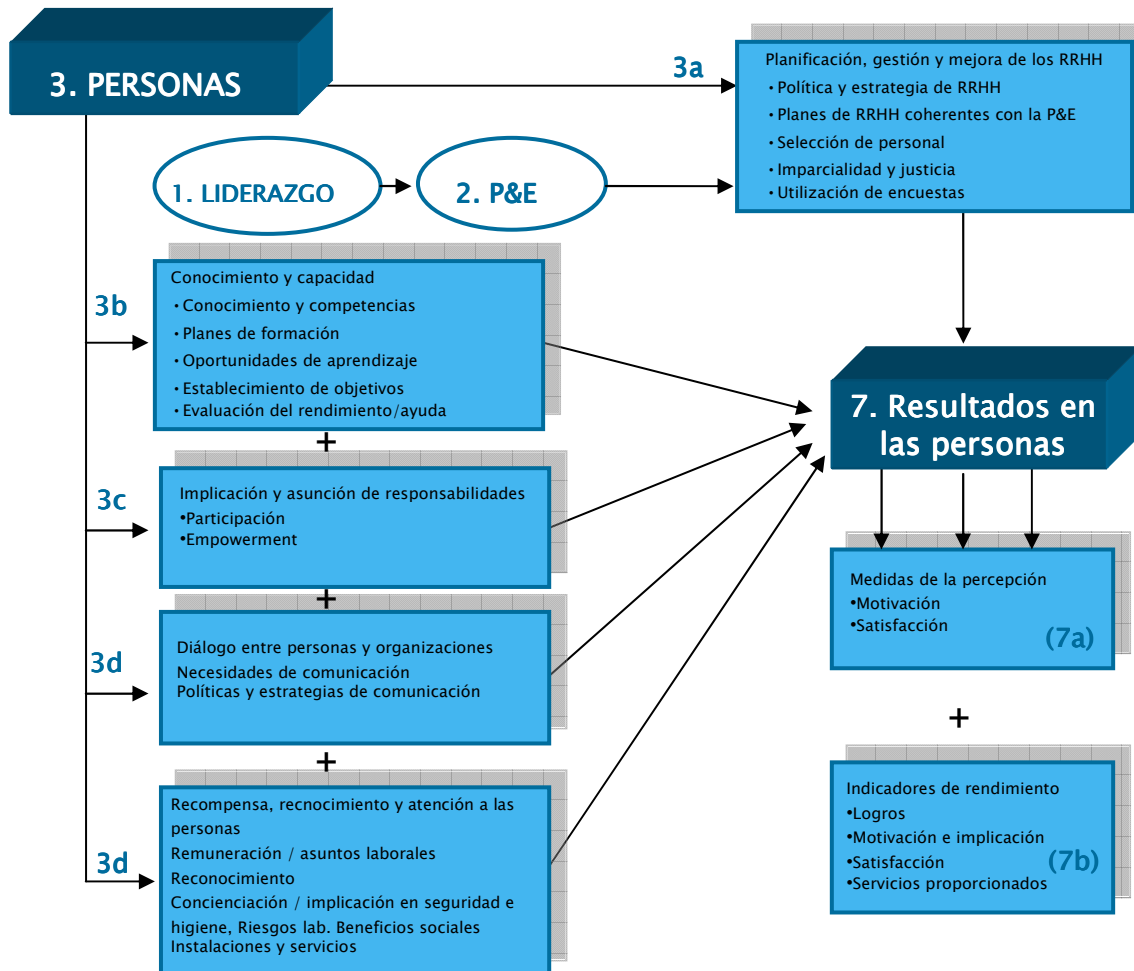 3. PERSONAS
3a
Planificación, gestión y mejora de los RRHH
• Política y estrategia de RRHH
• Planes de RRHH coherentes con la P&E
• Selección de personal
• Imparcialidad y justicia
• Utilización de encuestas
1. LIDERAZGO
2. P&E
3b
Conocimiento y capacidad
• Conocimiento y competencias
• Planes de formación
• Oportunidades de aprendizaje
• Establecimiento de objetivos
• Evaluación del rendimiento/ayuda
+
3c
Implicación y asunción de responsabilidades
•Participación
•Empowerment
+
3d
Diálogo entre personas y organizaciones
Necesidades de comunicación
Políticas y estrategias de comunicación
+
3d
Recompensa, recnocimiento y atención a las
personas
Remuneración / asuntos laborales
Reconocimiento
Concienciación / implicación en seguridad e
higiene, Riesgos lab. Beneficios sociales
Instalaciones y servicios
7. Resultados en
las personas
Medidas de la percepción
•Motivación
•Satisfacción
(7a)
+
Indicadores de rendimiento
•Logros
•Motivación e implicación
•Satisfacción
(7b)
•Servicios proporcionados